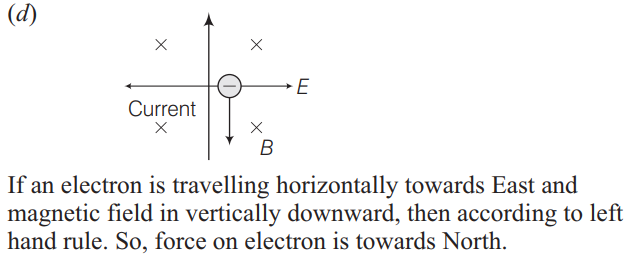 (d)
E
Current
B
If an electron is travelling horizontally towards East and
magnetic field in vertically downward, then according to left
hand rule. So, force on electron is towards North.